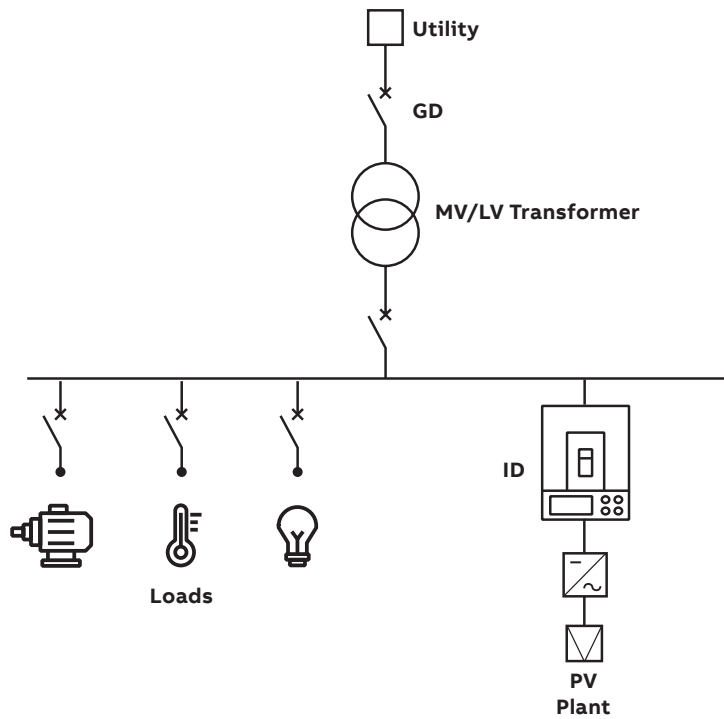 Utility
GD
MV/LV Transformer
ID
Loads
PV
Plant